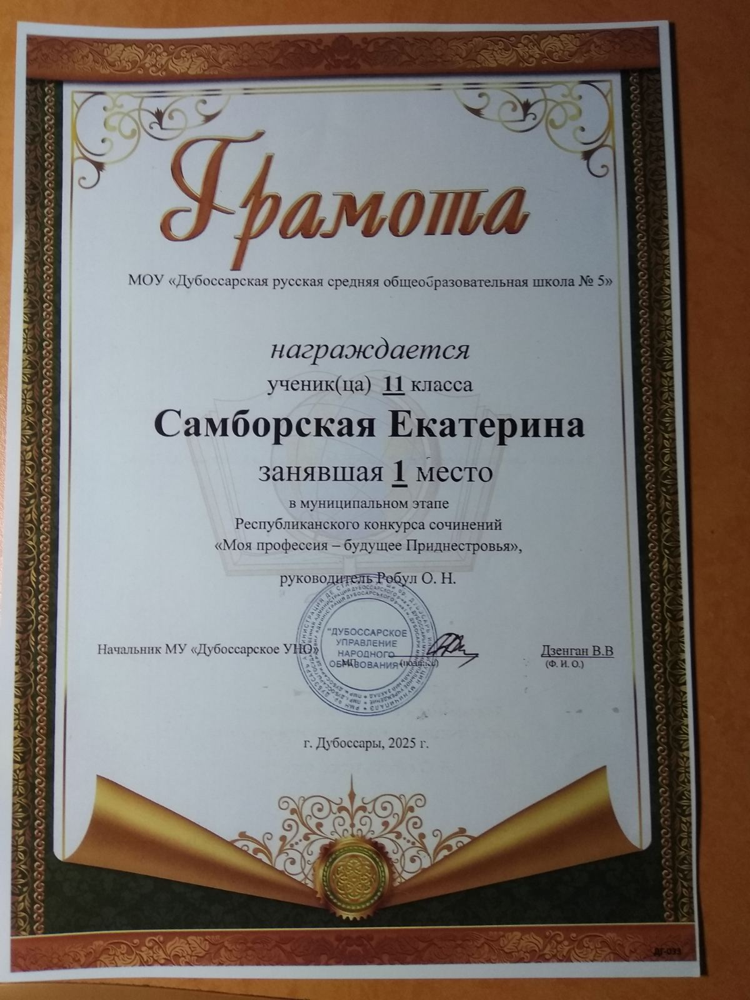 Грамота
МОУ «Дубоссарская русская средняя общеобразовательная школа № 5»
награждается
ученик(ца) 11 класса
Самборская Екатерина
занявшая 1 место
в муниципальном этапе
Республиканского конкурса сочинений
«Моя профессия – будущее Приднестровья»,
руководитель Робул О. Н.
"ДУБОССАРСКОЕ
УПРАВЛЕНИЕ
НАРОДНОГО
ОБРАЗОВАНИЯ"
Начальник МУ «Дубоссарское УНО»
Дзенган В.В
МП
(подпись)
(Ф. И. О.)
г. Дубоссары, 2025 г.
ДГ-033